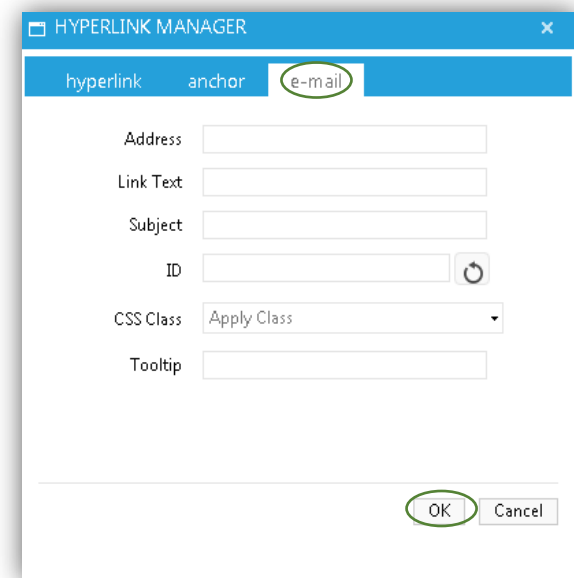 HYPERLINK MANAGER
hyperlink anchor e-mail
Address
Link Text
Subject
ID
CSS Class Apply Class
Tooltip
OK Cancel